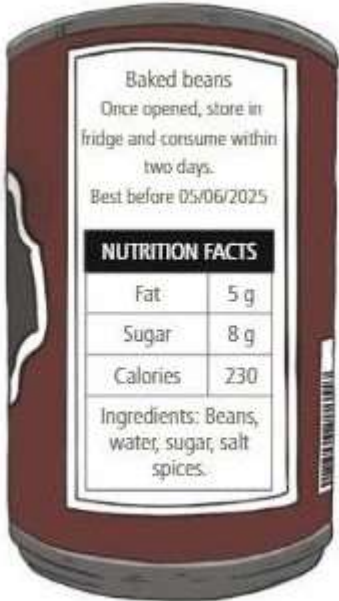 Baked beans
Once opened, store in
fridge and consume within
two days.
Best before 05/06/2025
NUTRITION FACTS
Fat 5 g
Sugar 8 g
Calories 230
Ingredients: Beans,
water, sugar, salt
spices.